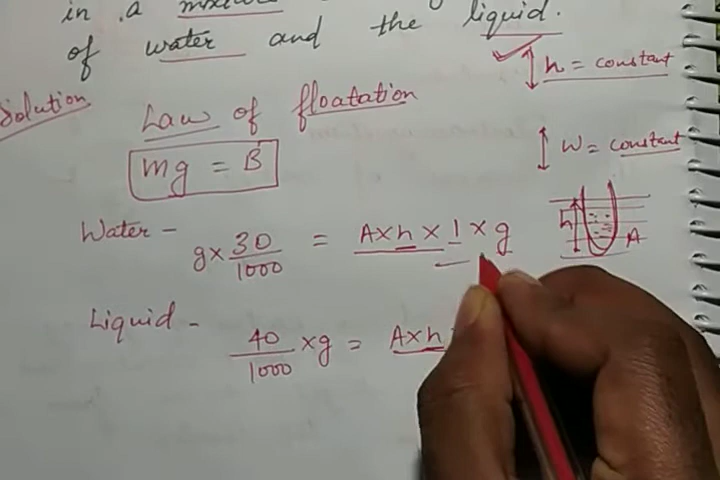 in a mixture
of water and the liquid.
h = constant
Solution
Law of floatation
mg = B
w = constant
Water - g × 30/1000 = A×h × 1 × g
h A
Liquid - 40/1000 × g = A×h